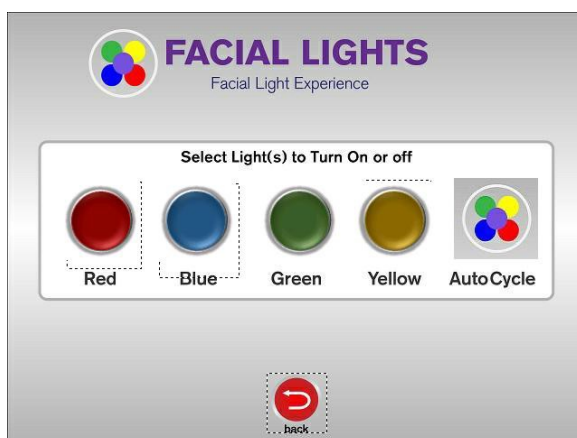 FACIAL LIGHTS
Facial Light Experience
Select Light(s) to Turn On or off
Red
Blue
Green
Yellow
AutoCycle
back